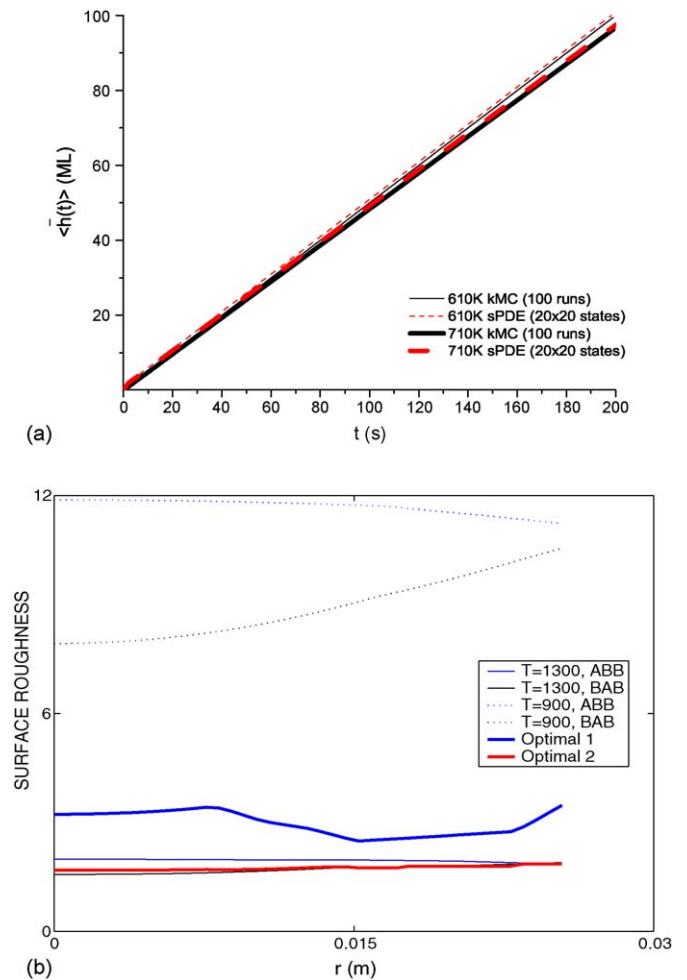 <h̄(t)> (ML)
100
80
60
40
20
610K kMC (100 runs)
610K sPDE (20x20 states)
710K kMC (100 runs)
710K sPDE (20x20 states)
0 20 40 60 80 100 120 140 160 180 200
t (s)
(a)
SURFACE ROUGHNESS
12
6
0
T=1300, ABB
T=1300, BAB
T=900, ABB
T=900, BAB
Optimal 1
Optimal 2
0 0.015 0.03
r (m)
(b)